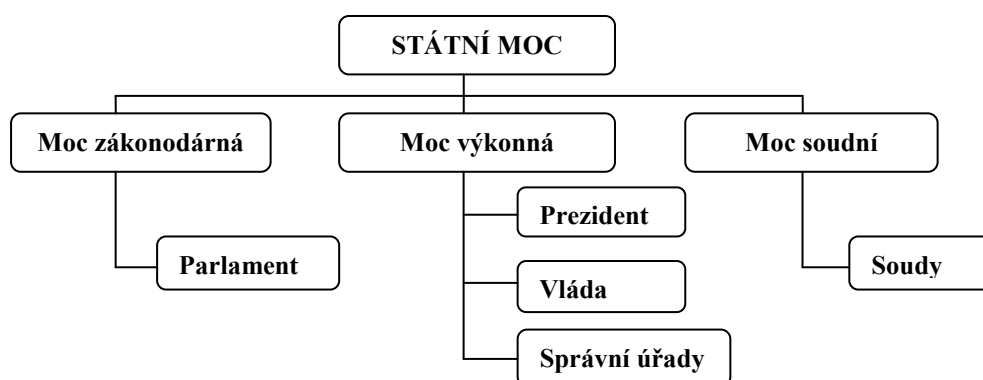 STÁTNÍ MOC
Moc zákonodárná
Moc výkonná
Moc soudní
Prezident
Parlament
Soudy
Vláda
Správní úřady